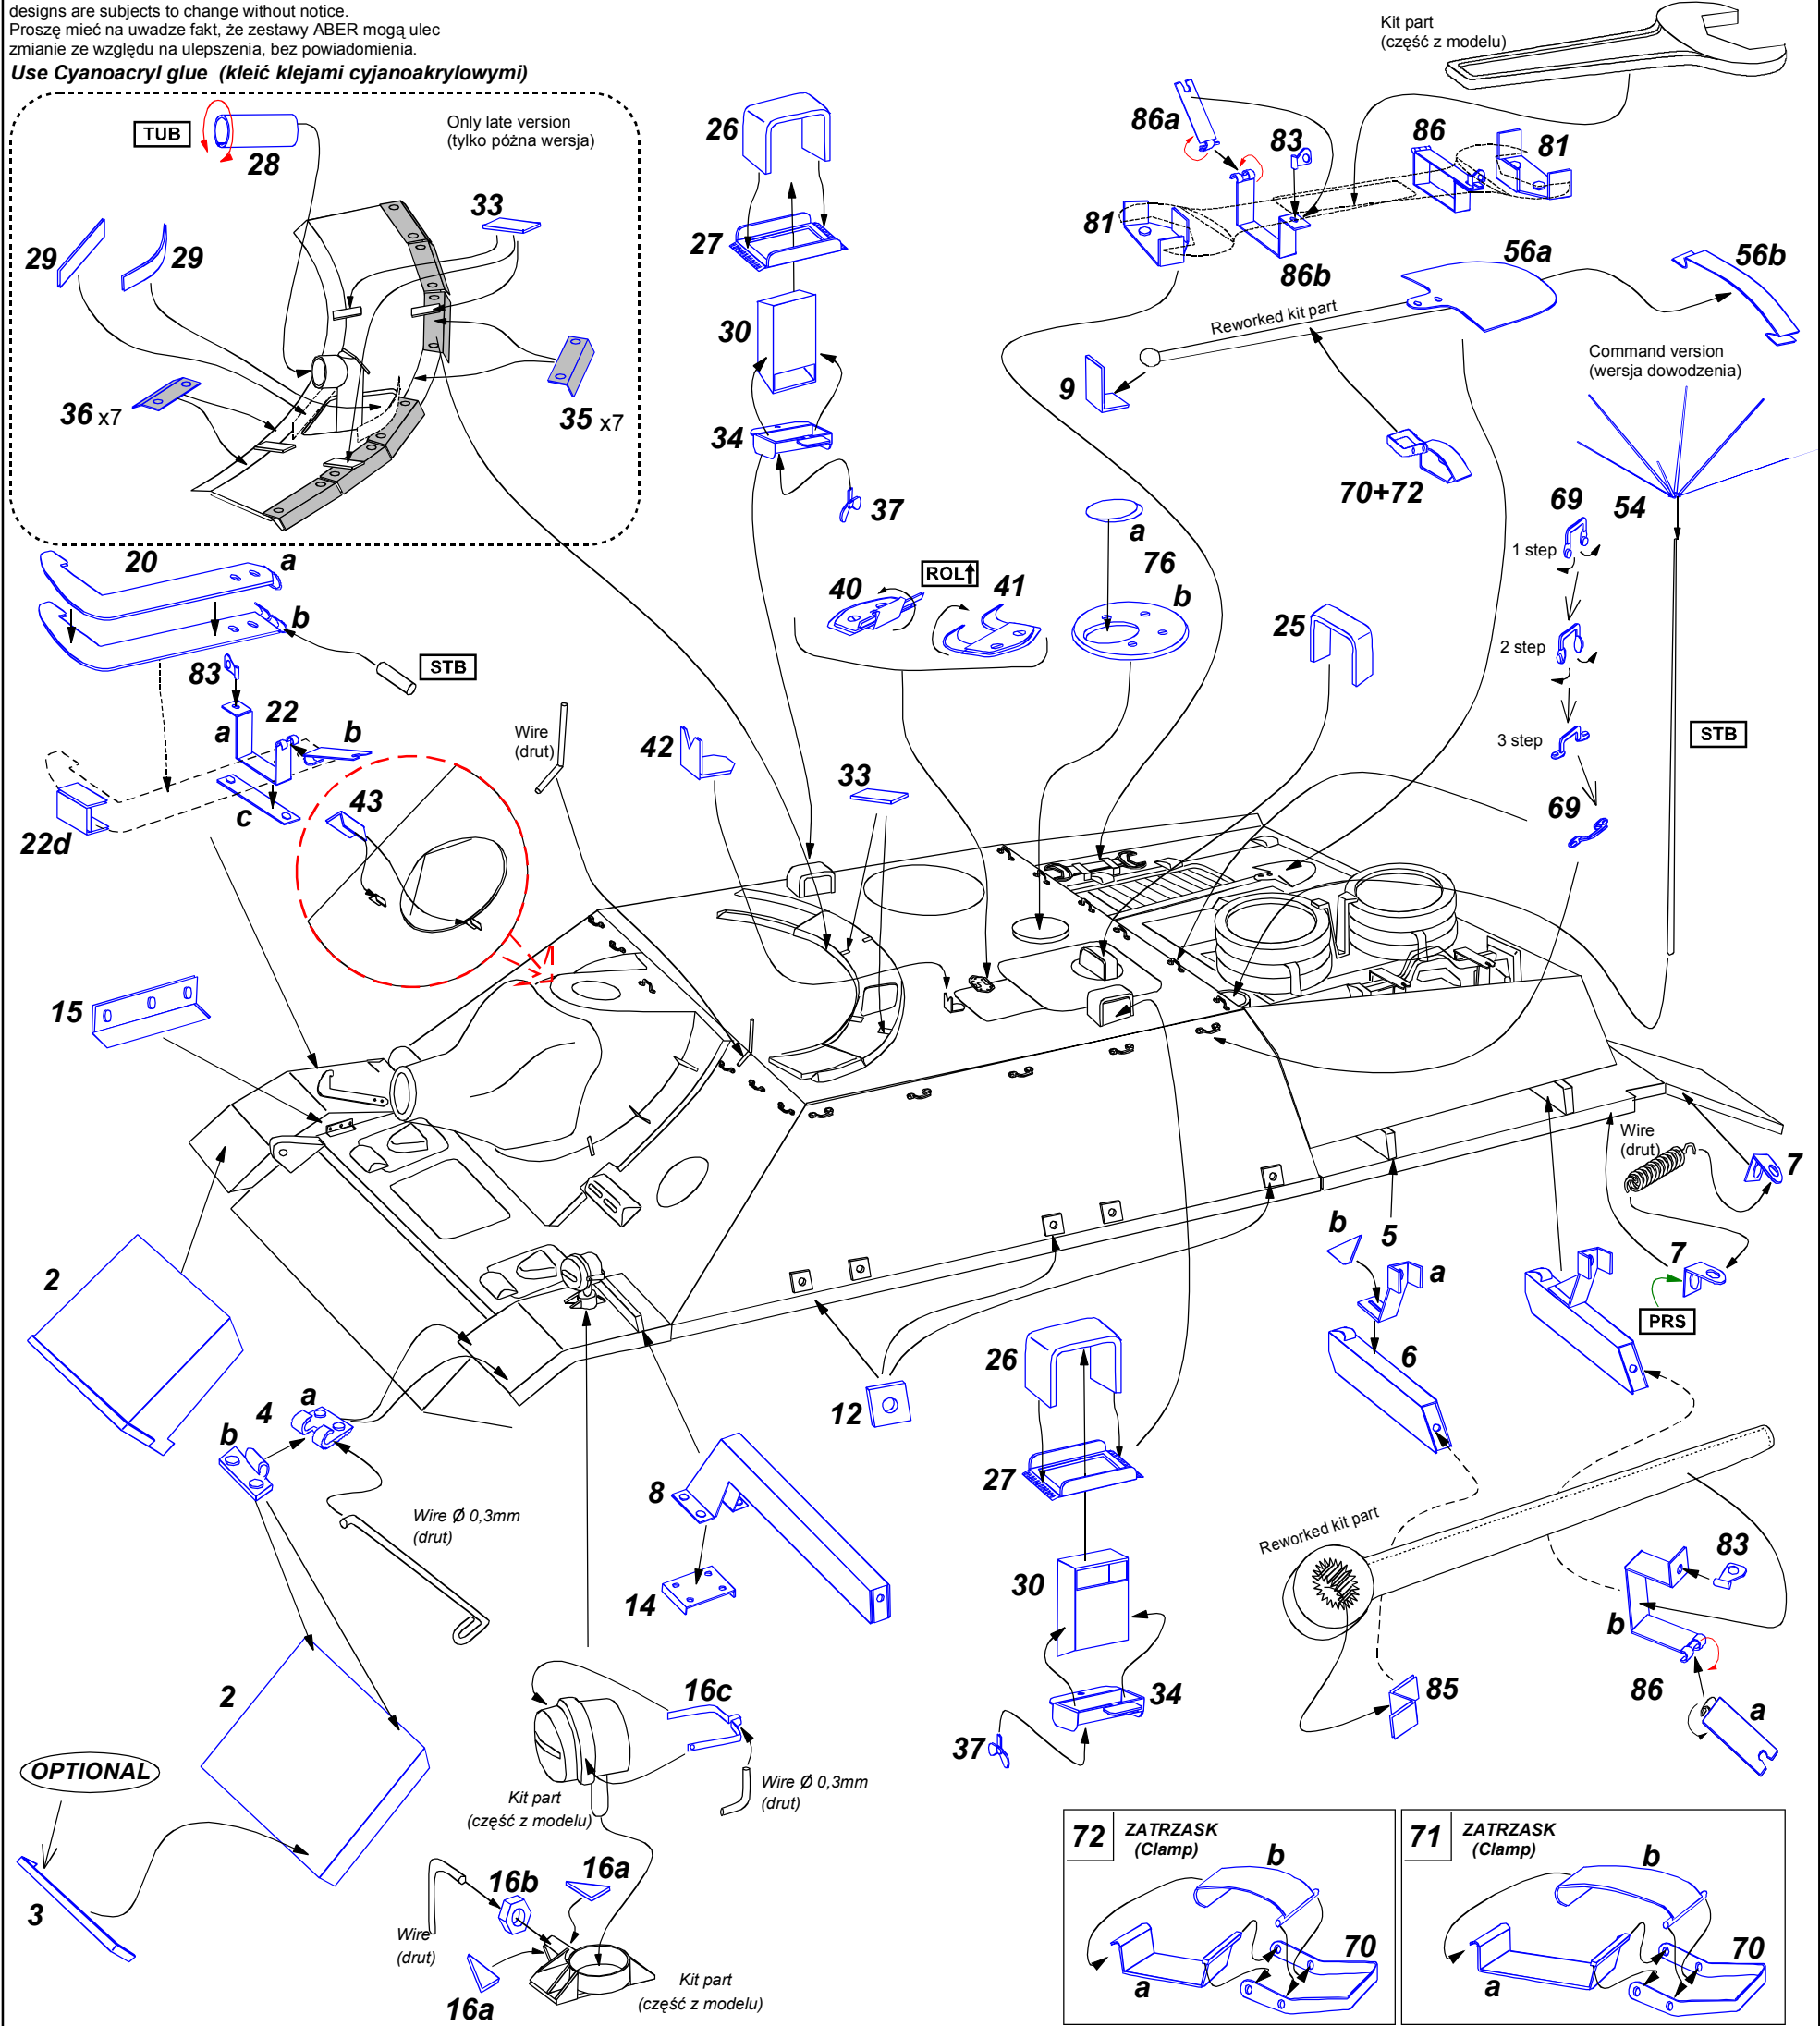 designs are subjects to change without notice.
Proszę mieć na uwadze fakt, że zestawy ABER mogą ulec
zmianie ze względu na ulepszenia, bez powiadomienia.
Use Cyanoacryl glue (kleić klejami cyjanoakrylowymi)
TUB
28
Only late version
(tylko późna wersja)
33
29
29
36 x7
35 x7
26
27
30
34
37
Kit part
(część z modelu)
86a
83
86
81
81
86b
56a
56b
Reworked kit part
9
70+72
Command version
(wersja dowodzenia)
54
69
1 step
2 step
3 step
69
STB
20
a
b
STB
83
22
a
b
c
22d
43
Wire
(drut)
42
40
ROL
41
a
76
b
25
33
15
2
Wire
(drut)
7
7
PRS
b
5
a
6
4
a
b
12
26
27
30
34
37
Wire Ø 0,3mm
(drut)
8
14
Reworked kit part
83
b
86
a
85
2
OPTIONAL
3
16c
Kit part
(część z modelu)
Wire Ø 0,3mm
(drut)
16b
16a
Wire
(drut)
16a
Kit part
(część z modelu)
72
ZATRZASK
(Clamp)
b
a
70
71
ZATRZASK
(Clamp)
b
a
70